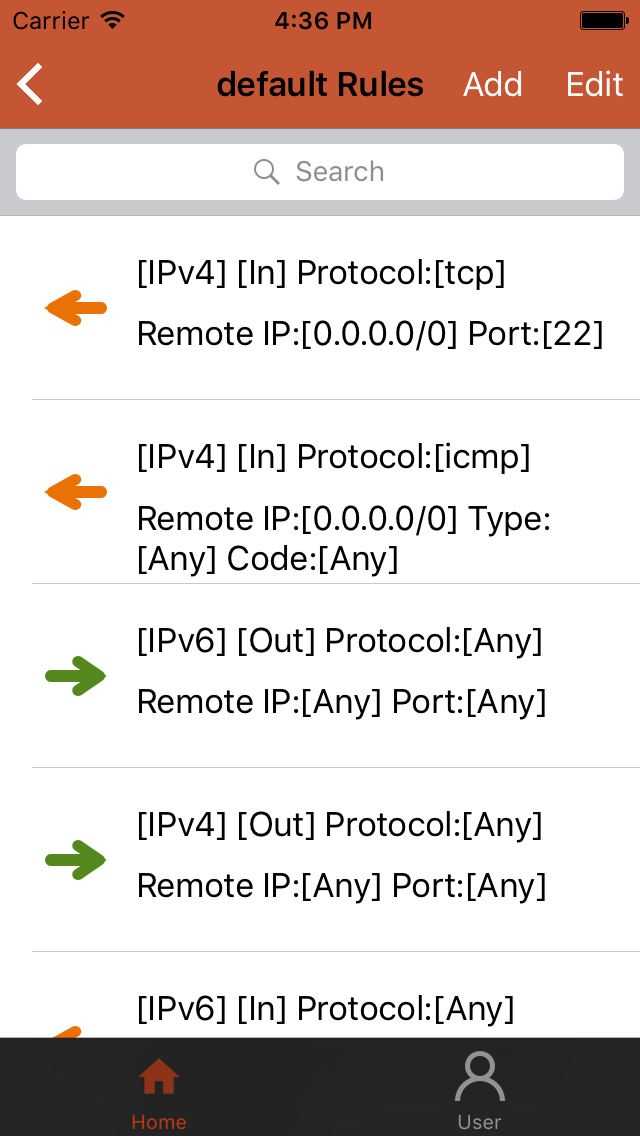 Carrier 4:36 PM
default Rules Add Edit
Search
[IPv4] [In] Protocol:[tcp]
Remote IP:[0.0.0.0/0] Port:[22]
[IPv4] [In] Protocol:[icmp]
Remote IP:[0.0.0.0/0] Type:
[Any] Code:[Any]
[IPv6] [Out] Protocol:[Any]
Remote IP:[Any] Port:[Any]
[IPv4] [Out] Protocol:[Any]
Remote IP:[Any] Port:[Any]
[IPv6] [In] Protocol:[Any]
Home User